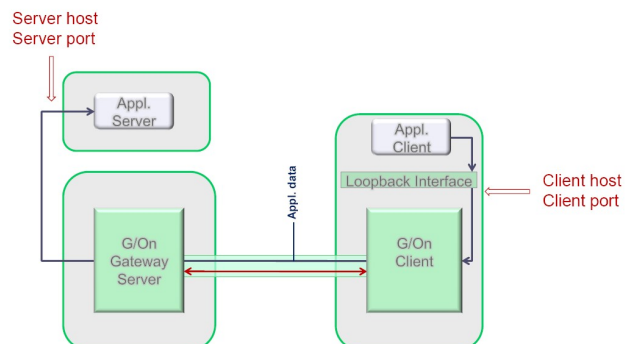 Server host
Server port
Appl.
Server
Appl.
Client
Loopback Interface
Client host
Client port
Appl. data
G/On
Gateway
Server
G/On
Client